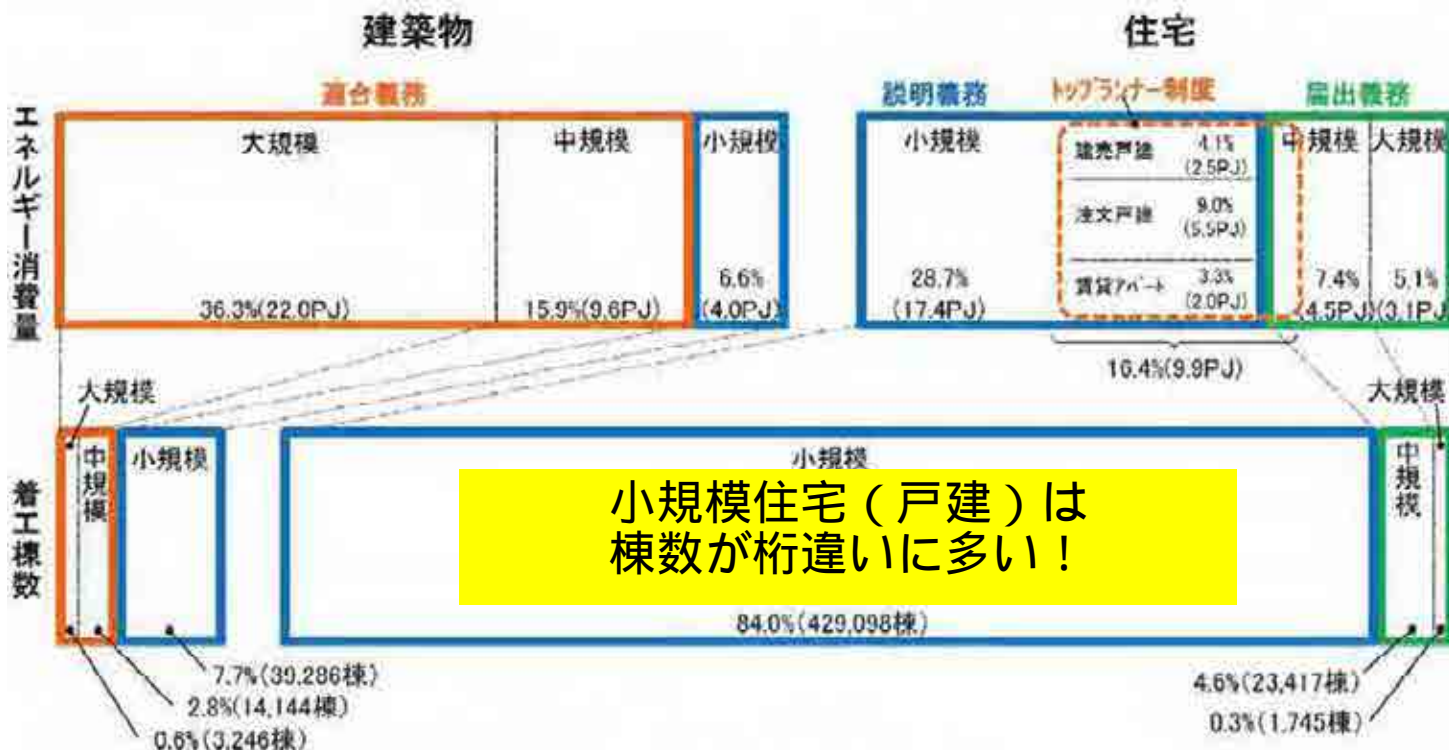 建築物
住宅
適合義務
説明義務
トップランナー制度
届出義務
エネルギー消費量
大規模
中規模
小規模
小規模
建売戸建
4.1%
(2.5PJ)
注文戸建
9.0%
(5.5PJ)
賃貸アパート
3.3%
(2.0PJ)
中規模
大規模
36.3%(22.0PJ)
15.9%(9.6PJ)
6.6%
(4.0PJ)
28.7%
(17.4PJ)
7.4%
(4.5PJ)
5.1%
(3.1PJ)
16.4%(9.9PJ)
大規模
大規模
着工棟数
中規模
小規模
小規模
中規模
小規模住宅(戸建)は
棟数が桁違いに多い!
84.0%(429,098棟)
7.7%(39,286棟)
2.8%(14,144棟)
0.6%(3,246棟)
4.6%(23,417棟)
0.3%(1,745棟)